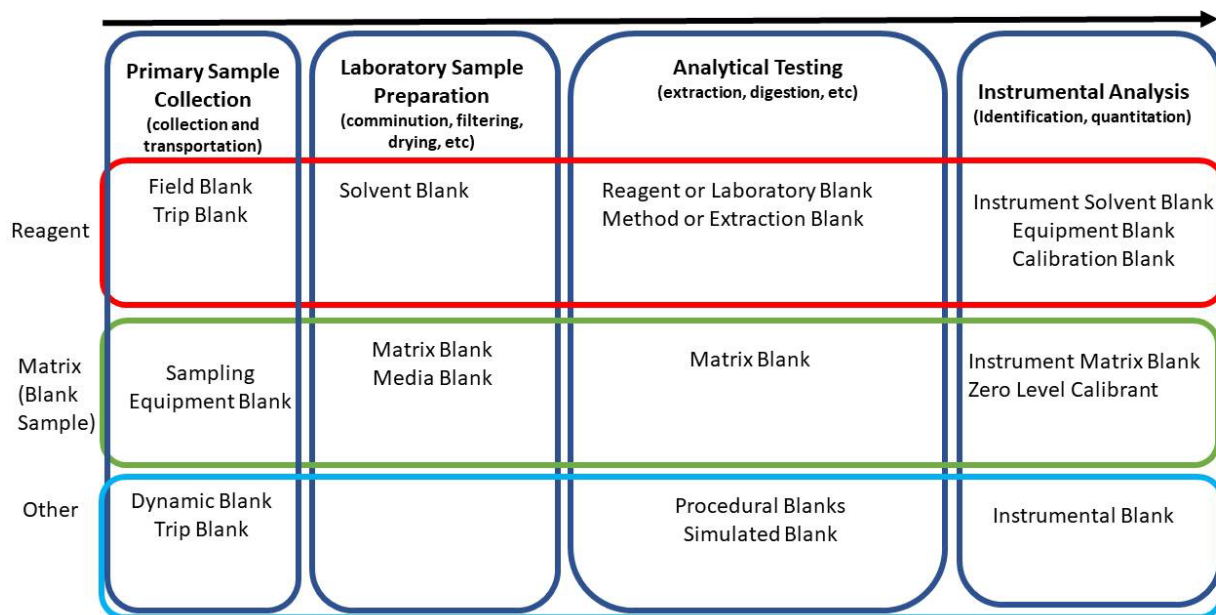 Primary Sample
Collection
(collection and
transportation)
Laboratory Sample
Preparation
(comminution, filtering,
drying, etc)
Analytical Testing
(extraction, digestion, etc)
Instrumental Analysis
(Identification, quantitation)
Reagent
Field Blank
Trip Blank
Solvent Blank
Reagent or Laboratory Blank
Method or Extraction Blank
Instrument Solvent Blank
Equipment Blank
Calibration Blank
Matrix
(Blank
Sample)
Sampling
Equipment Blank
Matrix Blank
Media Blank
Matrix Blank
Instrument Matrix Blank
Zero Level Calibrant
Other
Dynamic Blank
Trip Blank
Procedural Blanks
Simulated Blank
Instrumental Blank